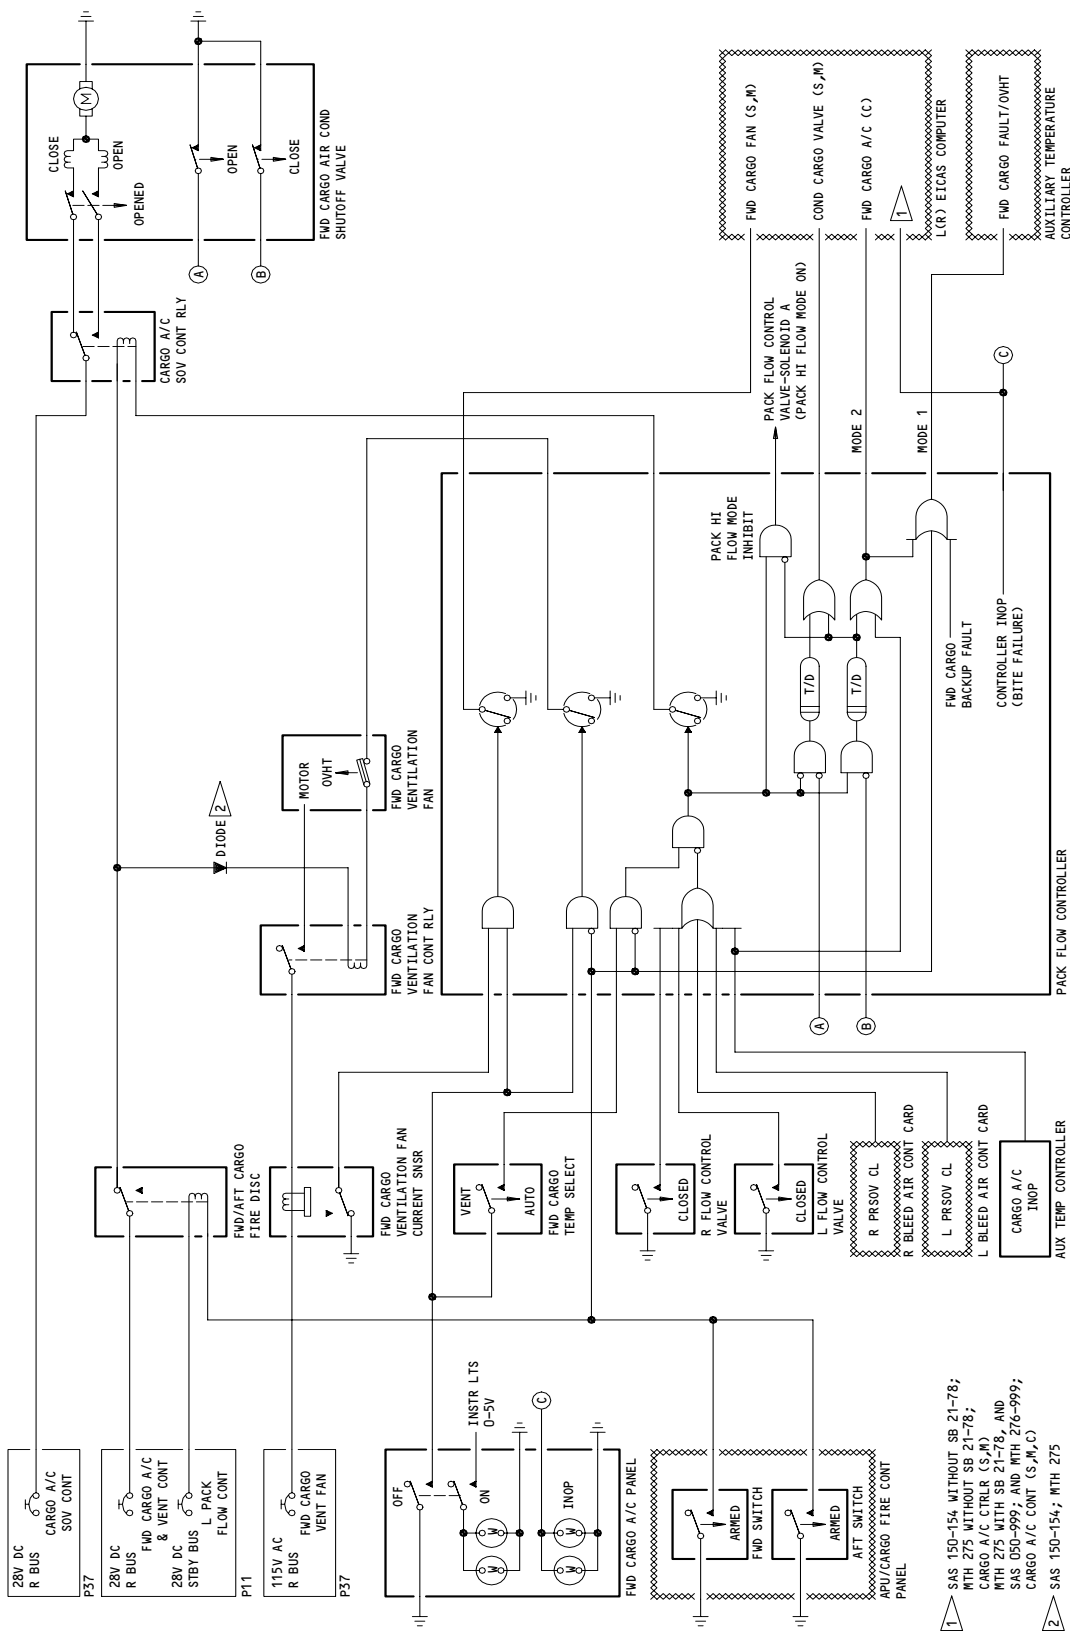 28V DC
R BUS
CARGO A/C
SOV CONT
P37
28V DC
R BUS
FWD CARGO A/C
& VENT CONT
28V DC
STBY BUS
L PACK
FLOW CONT
P11
115V AC
R BUS
FWD CARGO
VENT FAN
P37
OFF
ON
INSTR LTS
0-5V
W
W
C
INOP
W
W
FWD CARGO A/C PANEL
ARMED
FWD SWITCH
ARMED
AFT SWITCH
APU/CARGO FIRE CONT
PANEL
FWD/AFT CARGO
FIRE DISC
FWD CARGO
VENTILATION FAN
CURRENT SNSR
VENT
AUTO
FWD CARGO
TEMP SELECT
CLOSED
R FLOW CONTROL
VALVE
CLOSED
L FLOW CONTROL
VALVE
R PRSOV CL
R BLEED AIR CONT CARD
L PRSOV CL
L BLEED AIR CONT CARD
CARGO A/C
INOP
AUX TEMP CONTROLLER
DIODE 2
FWD CARGO
VENTILATION
FAN CONT RLY
MOTOR
OVHT
FWD CARGO
VENTILATION
FAN
A
B
T/D
T/D
PACK HI
FLOW MODE
INHIBIT
FWD CARGO
BACKUP FAULT
CONTROLLER INOP
(BITE FAILURE)
PACK FLOW CONTROLLER
CARGO A/C
SOV CONT RLY
CLOSE
OPEN
M
OPENED
OPEN
CLOSE
FWD CARGO AIR COND
SHUTOFF VALVE
A
B
PACK FLOW CONTROL
VALVE-SOLENOID A
(PACK HI FLOW MODE ON)
MODE 2
MODE 1
C
FWD CARGO FAN (S,M)
COND CARGO VALVE (S,M)
FWD CARGO A/C (C)
1
L(R) EICAS COMPUTER
FWD CARGO FAULT/OVHT
AUXILIARY TEMPERATURE
CONTROLLER
1 SAS 150-154 WITHOUT SB 21-78;
MTH 275 WITHOUT SB 21-78;
CARGO A/C CTRLR (S,M)
MTH 275 WITH SB 21-78, AND
SAS 050-999; AND MTH 276-999;
CARGO A/C CONT (S,M,C)
2 SAS 150-154; MTH 275